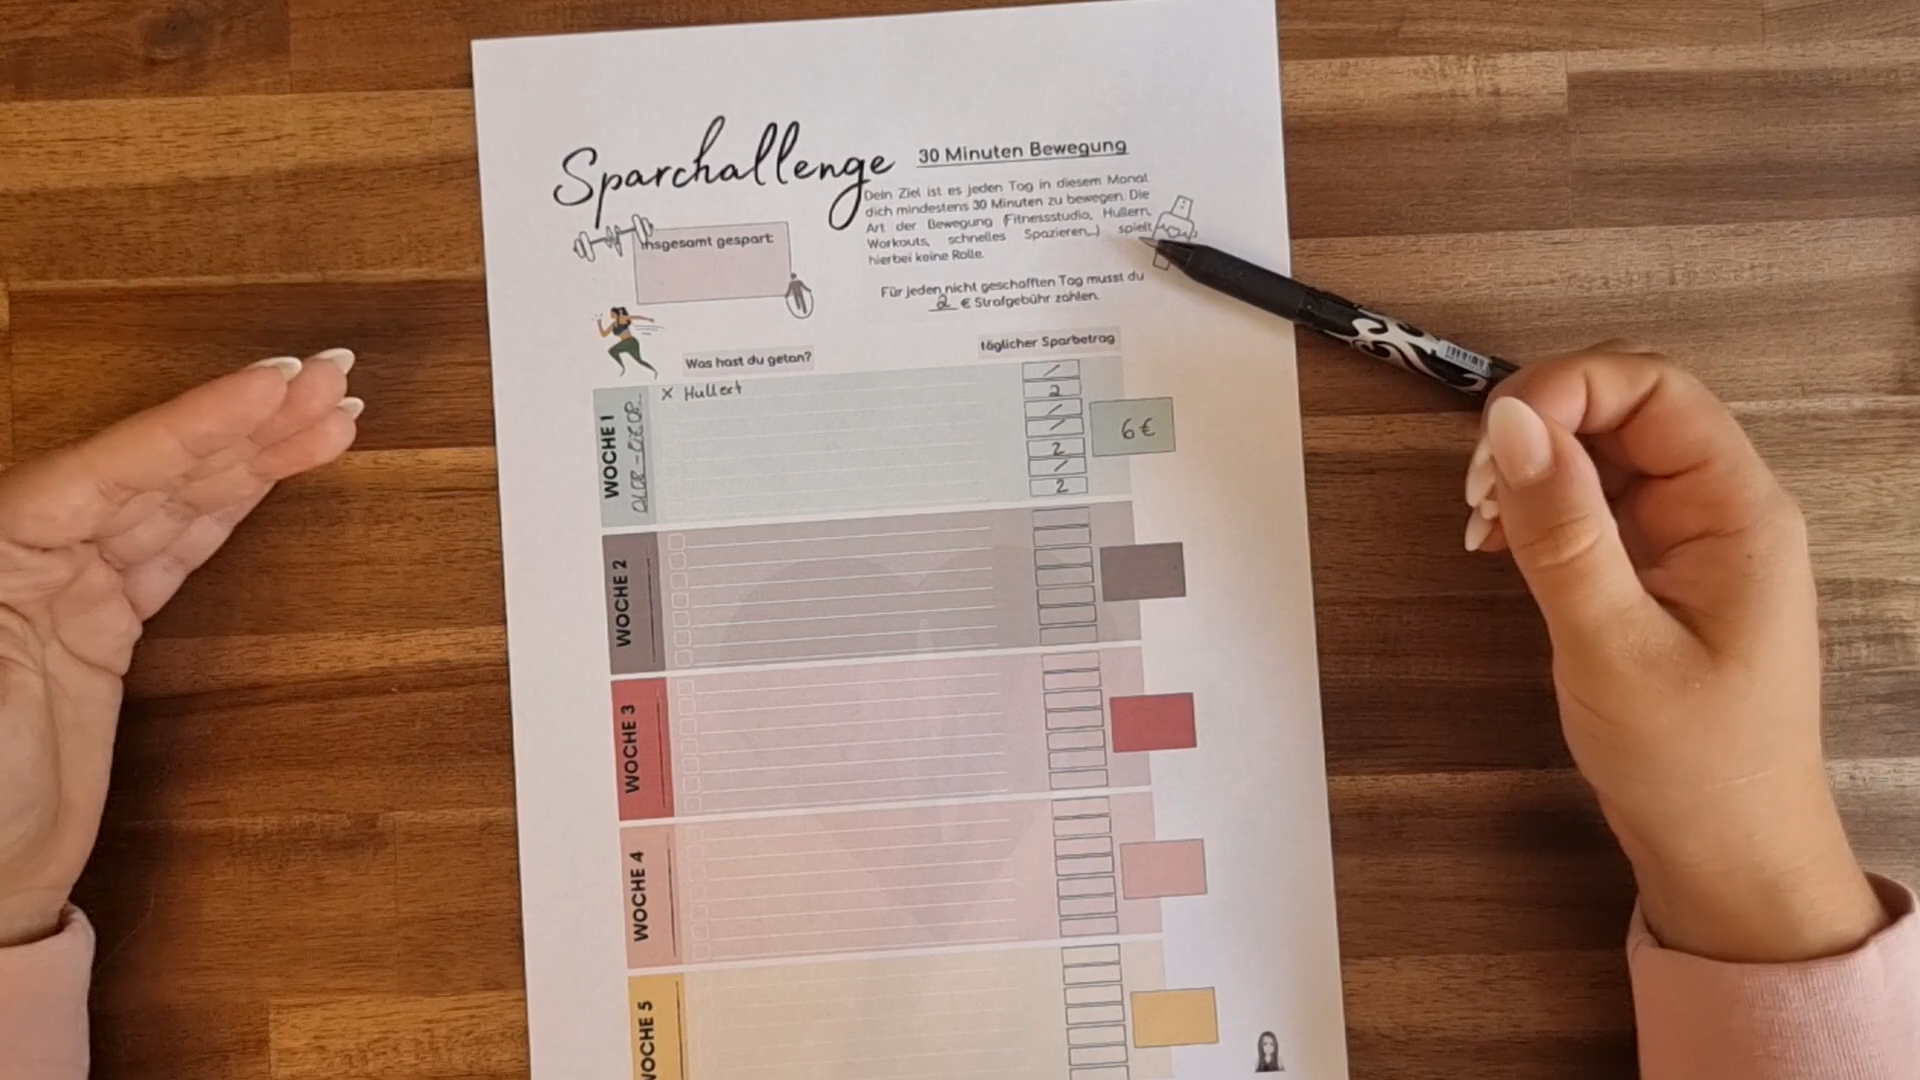 Sparchallenge
30 Minuten Bewegung
Dein Ziel ist es jeden Tag in diesem Monat
dich mindestens 30 Minuten zu bewegen. Die
Art der Bewegung (Fitnessstudio, Hullern,
Workouts, schnelles Spazieren,...) spielt
hierbei keine Rolle.
Insgesamt gespart:
Für jeden nicht geschafften Tag musst du
2 € Strafgebühr zahlen.
Was hast du getan?
täglicher Sparbetrag
WOCHE 1
x Hullert
/
2
/
/
2
/
2
6€
WOCHE 2
WOCHE 3
WOCHE 4
WOCHE 5